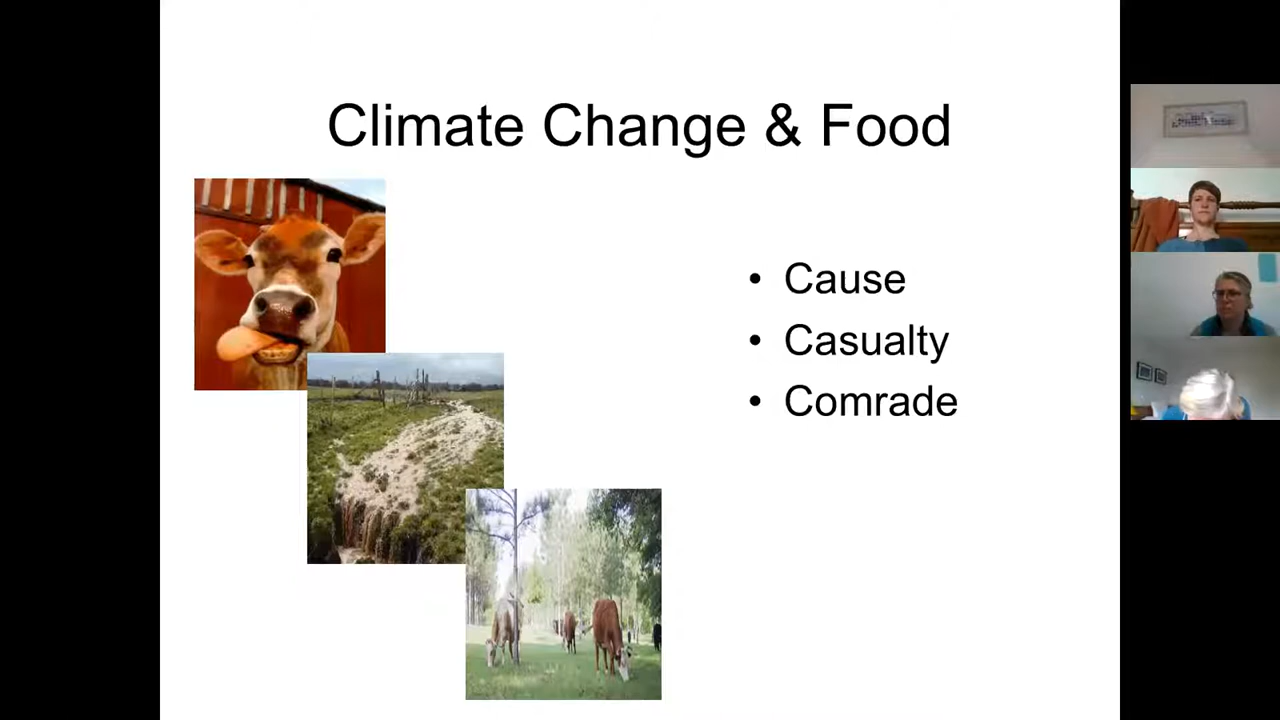 Climate Change & Food
• Cause
• Casualty
• Comrade